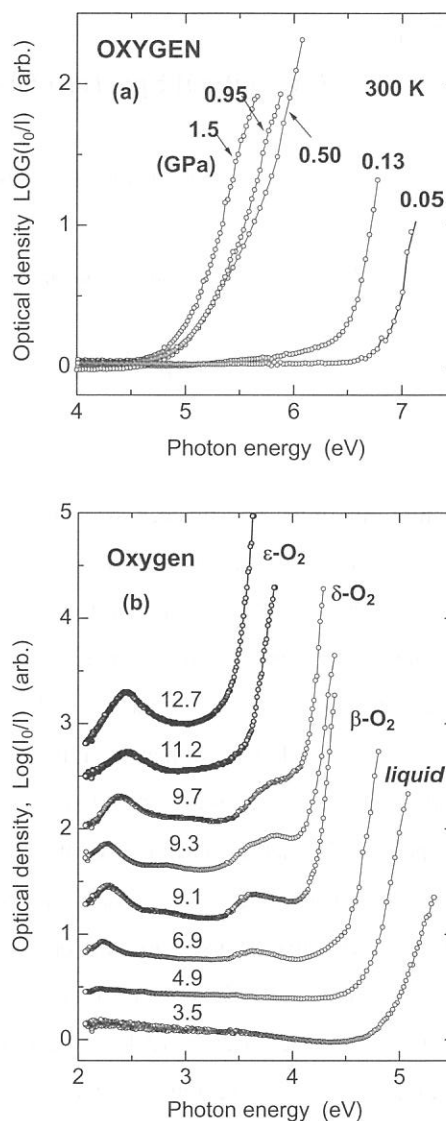 OXYGEN
(a)
300 K
0.95
1.5
(GPa)
0.50
0.13
0.05
2
1
0
Optical density LOG(I₀/I) (arb.)
4 5 6 7
Photon energy (eV)
Oxygen
(b)
ε-O₂
δ-O₂
β-O₂
liquid
12.7
11.2
9.7
9.3
9.1
6.9
4.9
3.5
5
4
3
2
1
0
Optical density, Log(I₀/I) (arb.)
2 3 4 5
Photon energy (eV)